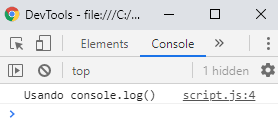 DevTools - file:///C:/
Elements Console »
top 1 hidden
Usando console.log() script.js:4
>